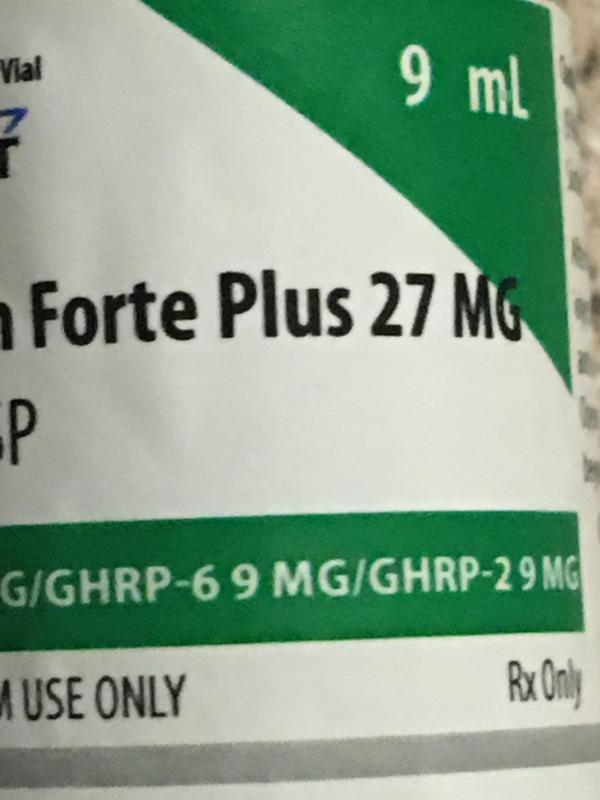 Vial
9 mL
Forte Plus 27 MG
G/GHRP-6 9 MG/GHRP-2 9 MG
USE ONLY
Rx Only